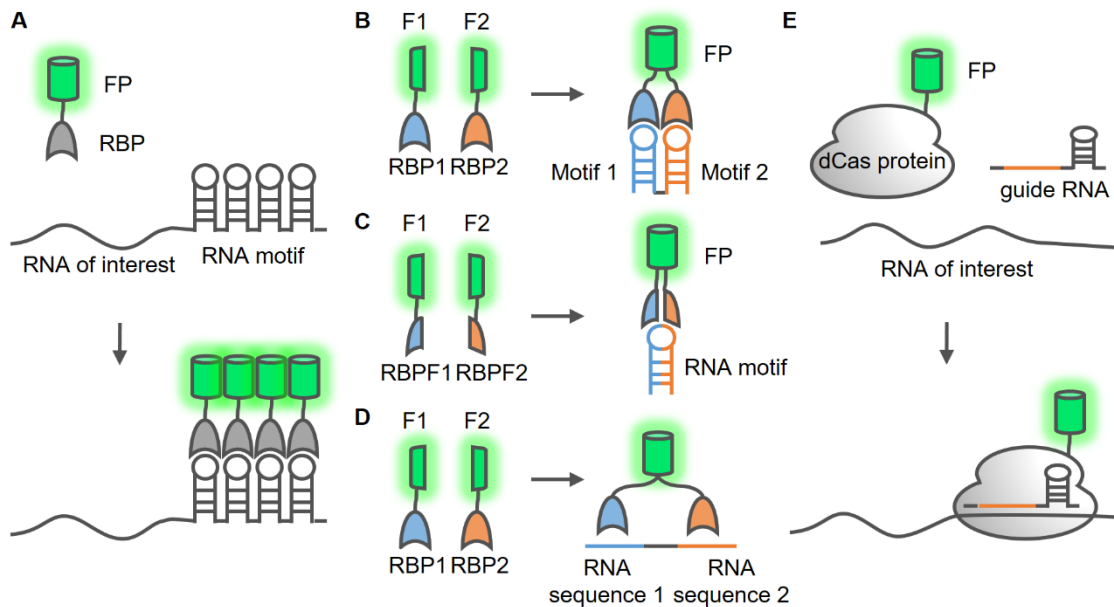 A
FP
RBP
RNA of interest
RNA motif
B
F1
F2
RBP1
RBP2
FP
Motif 1
Motif 2
C
F1
F2
RBPF1
RBPF2
FP
RNA motif
D
F1
F2
RBP1
RBP2
RNA
sequence 1
RNA
sequence 2
E
FP
dCas protein
guide RNA
RNA of interest